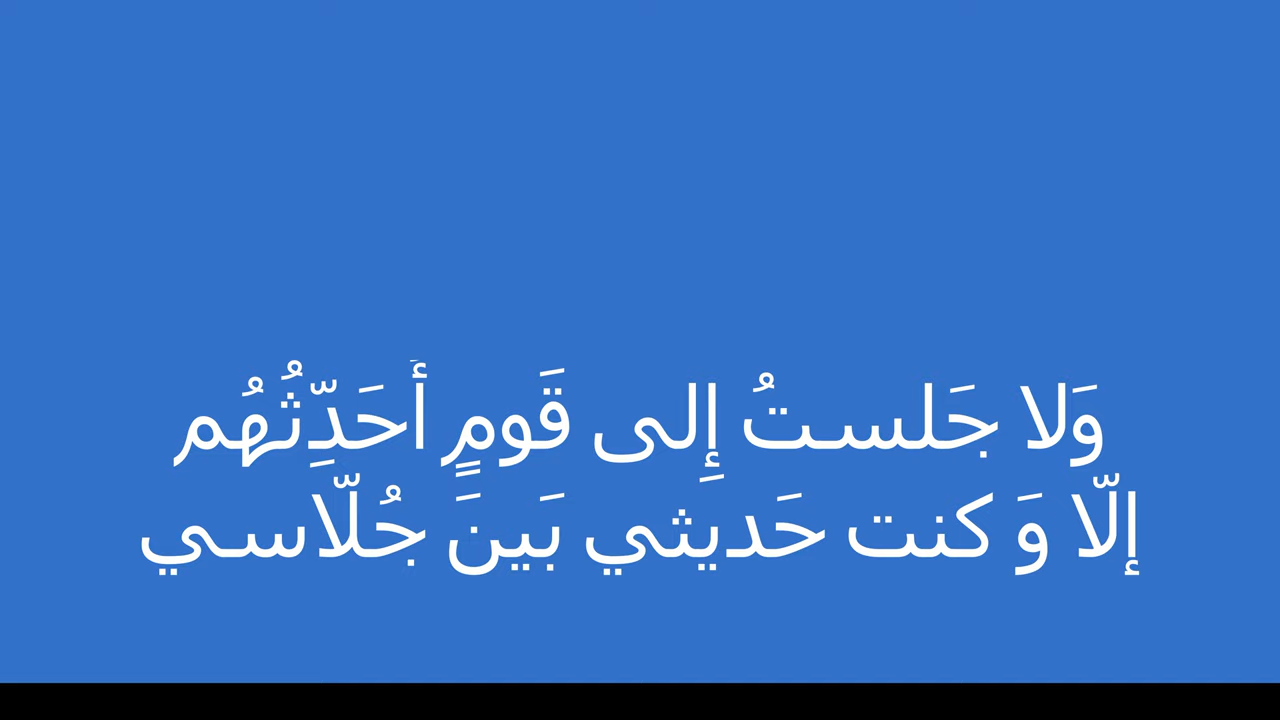 وَلا جَلستُ إِلى قَومٍ أَحَدِّثُهُم
إلّا وَ كنت حَديثي بَينَ جُلّاسي